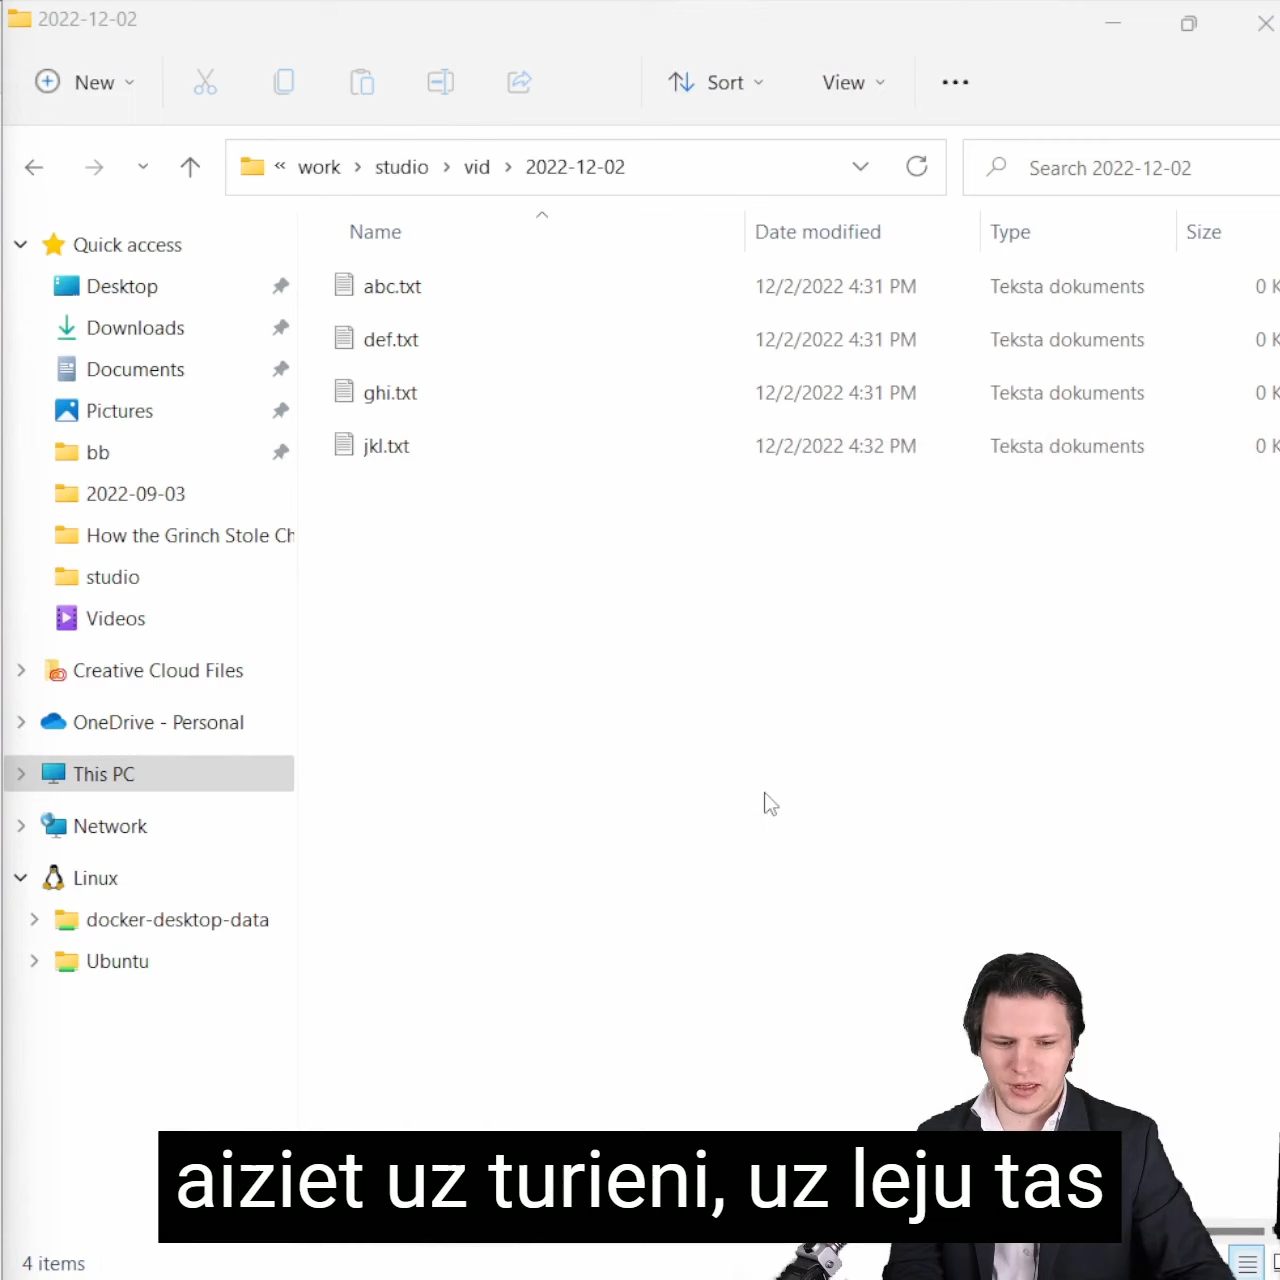 2022-12-02
New
Sort
View
« work › studio › vid › 2022-12-02
Search 2022-12-02
Name Date modified Type Size
Quick access
Desktop
Downloads
Documents
Pictures
bb
2022-09-03
How the Grinch Stole Ch
studio
Videos
Creative Cloud Files
OneDrive - Personal
This PC
Network
Linux
docker-desktop-data
Ubuntu
abc.txt 12/2/2022 4:31 PM Teksta dokuments 0 K
def.txt 12/2/2022 4:31 PM Teksta dokuments 0 K
ghi.txt 12/2/2022 4:31 PM Teksta dokuments 0 K
jkl.txt 12/2/2022 4:32 PM Teksta dokuments 0 K
aiziet uz turieni, uz leju tas
4 items